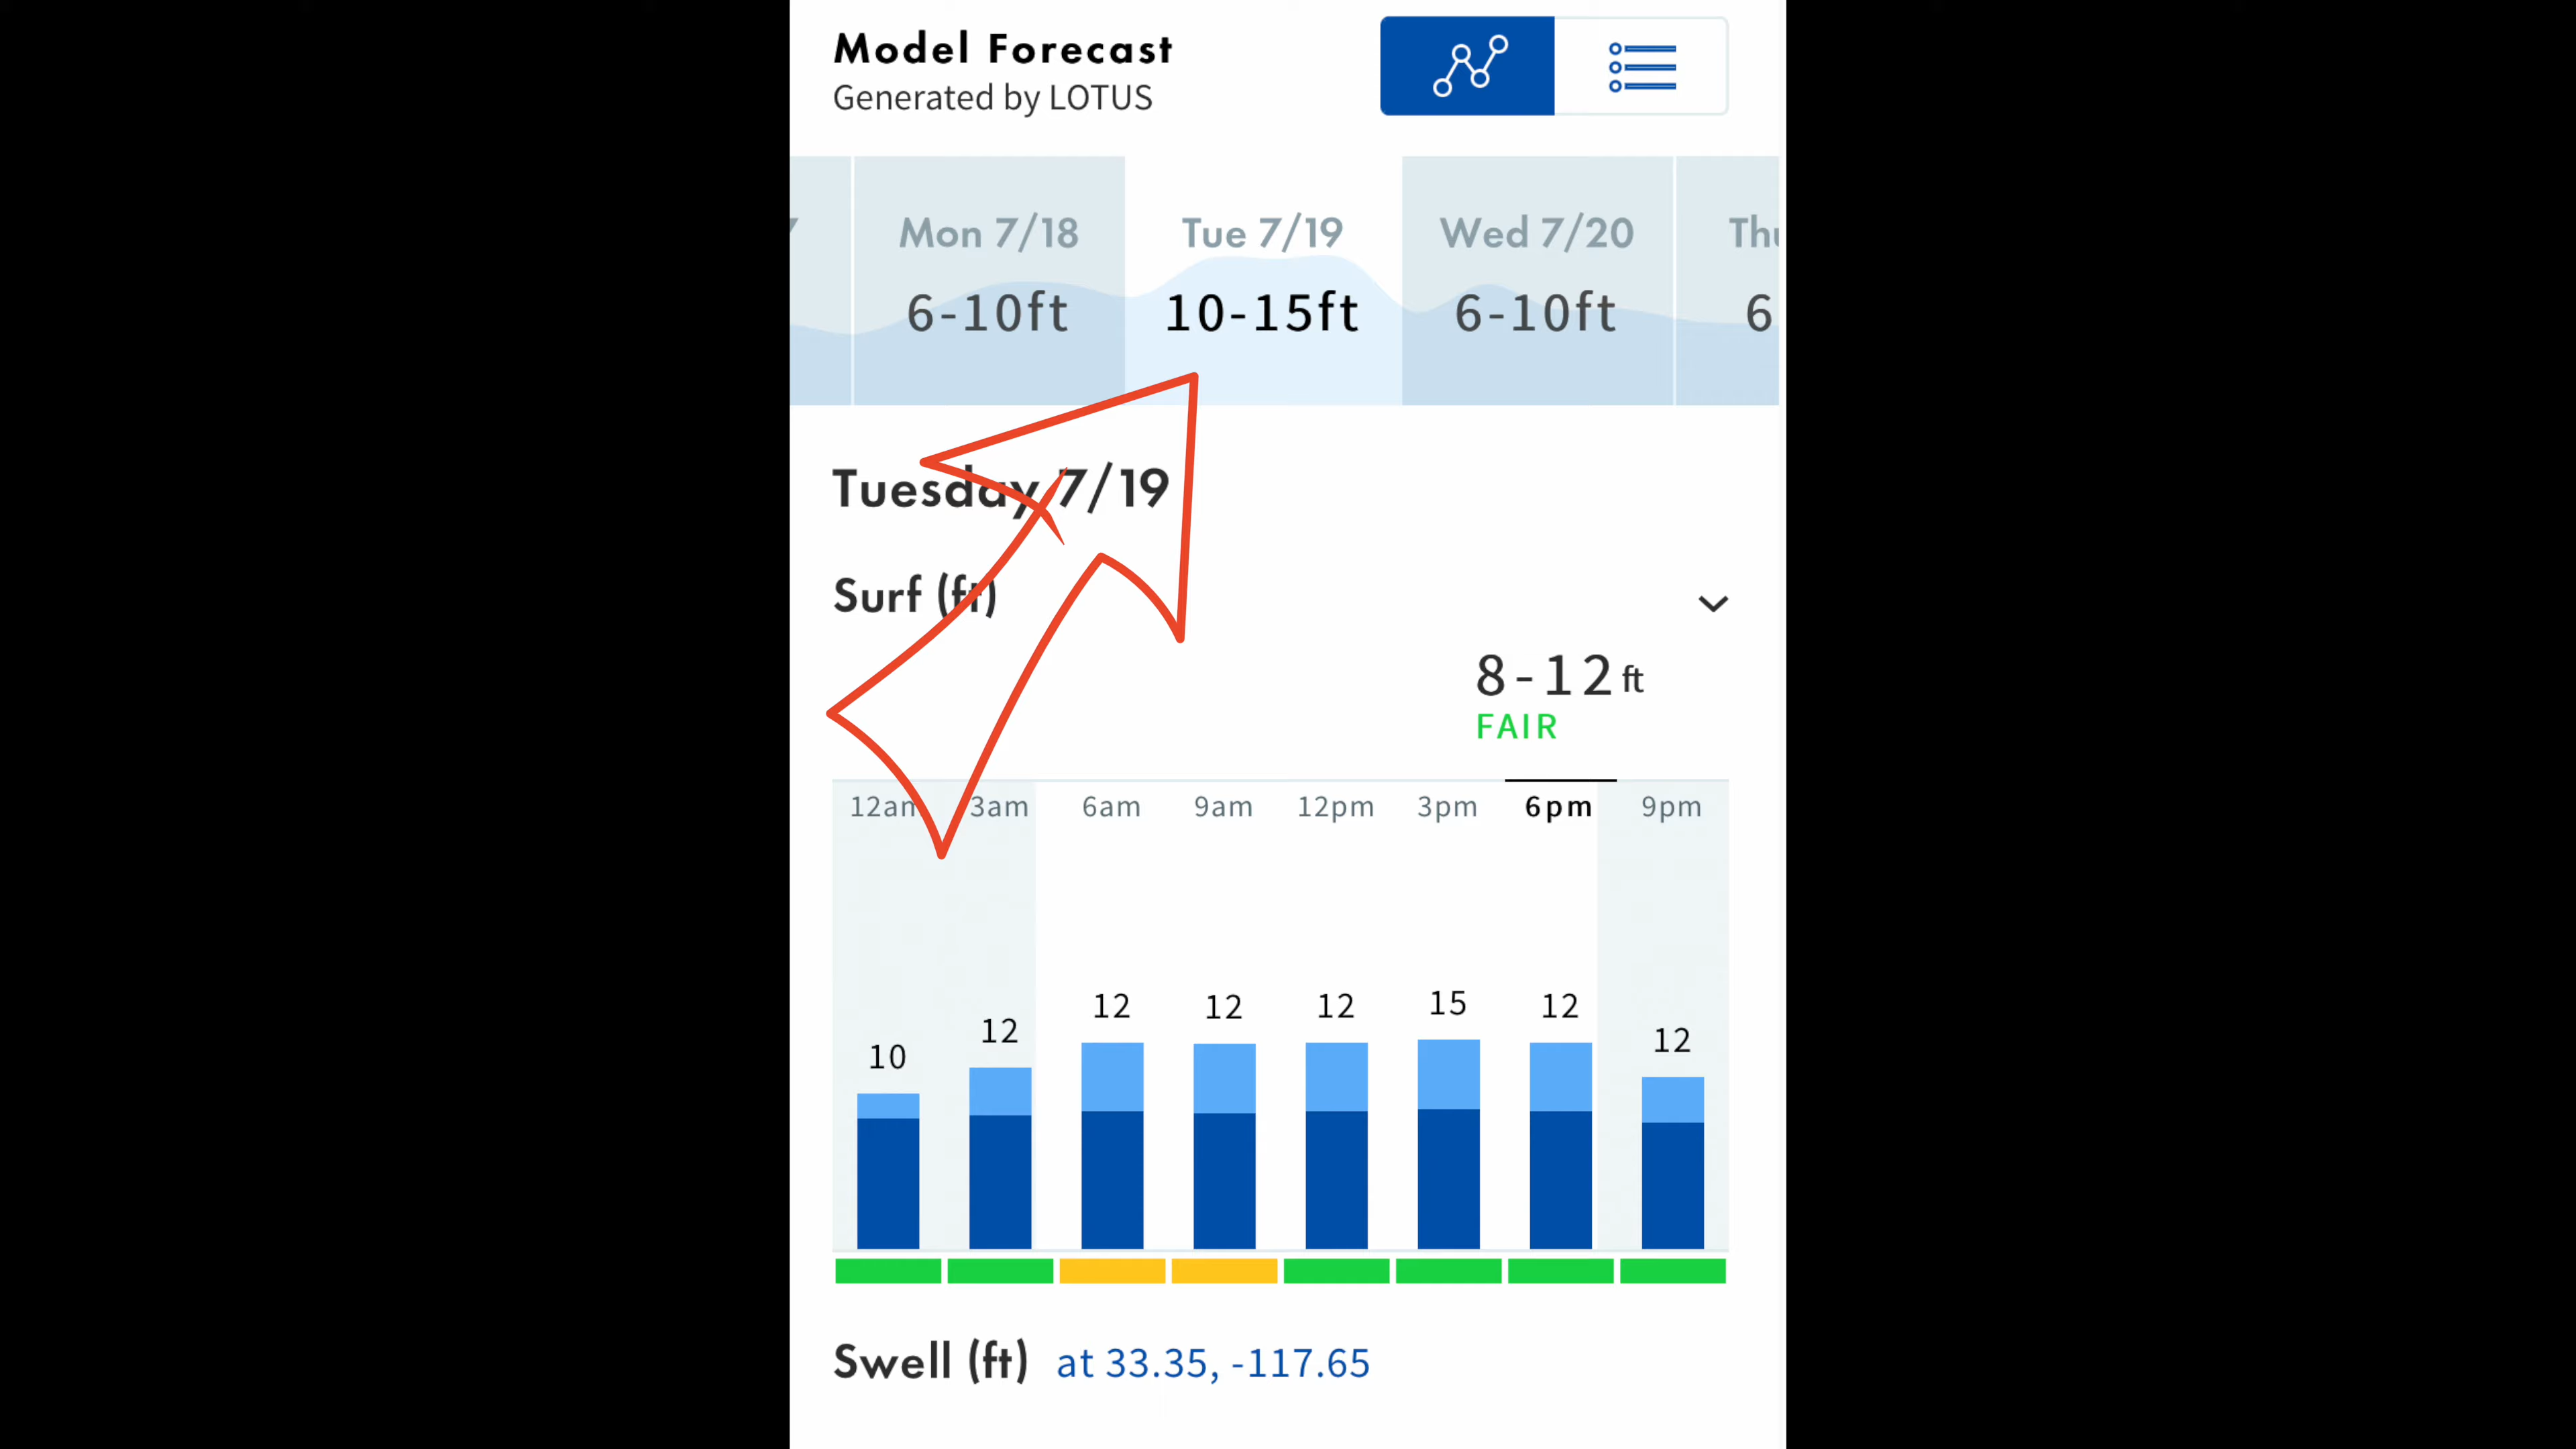 Model Forecast
Generated by LOTUS
Mon 7/18
Tue 7/19
Wed 7/20
6-10ft
10-15ft
6-10ft
6
Tuesday 7/19
Surf (ft)
8-12ft
FAIR
12am 3am 6am 9am 12pm 3pm 6pm 9pm
10 12 12 12 12 15 12 12
Swell (ft) at 33.35, -117.65